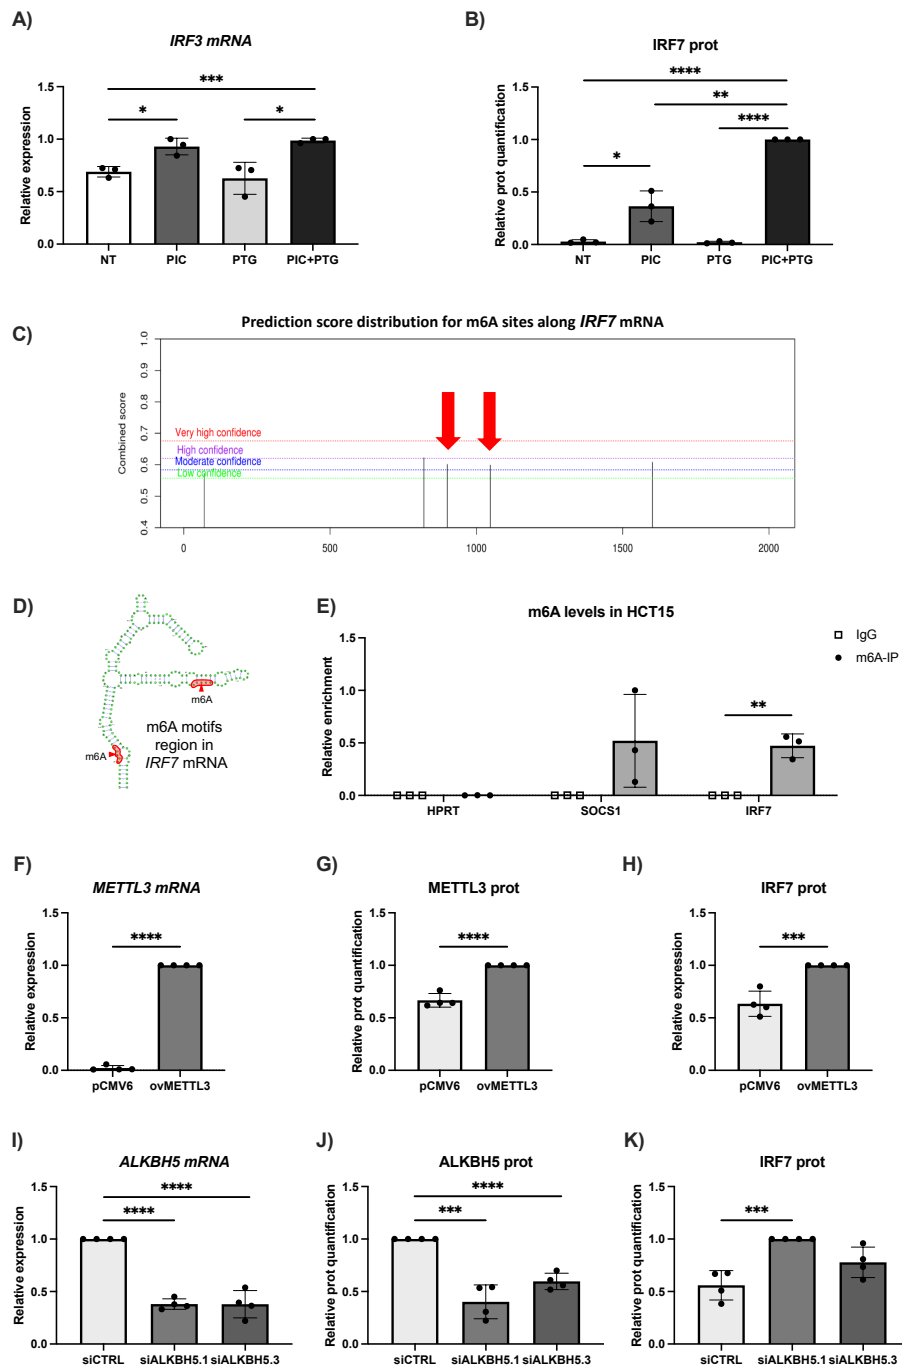 A)
IRF3 mRNA
Relative expression
1.5
1.0
0.5
0.0
***
*
*
NT
PIC
PTG
PIC+PTG
B)
IRF7 prot
Relative prot quantification
1.5
1.0
0.5
0.0
****
**
****
*
NT
PIC
PTG
PIC+PTG
C)
Prediction score distribution for m6A sites along IRF7 mRNA
Combined score
1.0
0.9
0.8
0.7
0.6
0.5
0.4
Very high confidence
High confidence
Moderate confidence
Low confidence
0
500
1000
1500
2000
D)
m6A
m6A
m6A motifs
region in
IRF7 mRNA
E)
m6A levels in HCT15
IgG
m6A-IP
Relative enrichment
1.5
1.0
0.5
0.0
**
HPRT
SOCS1
IRF7
F)
METTL3 mRNA
Relative expression
1.5
1.0
0.5
0.0
****
pCMV6
ovMETTL3
G)
METTL3 prot
Relative prot quantification
1.5
1.0
0.5
0.0
****
pCMV6
ovMETTL3
H)
IRF7 prot
Relative prot quantification
1.5
1.0
0.5
0.0
***
pCMV6
ovMETTL3
I)
ALKBH5 mRNA
Relative expression
1.5
1.0
0.5
0.0
****
****
siCTRL
siALKBH5.1
siALKBH5.3
J)
ALKBH5 prot
Relative prot quantification
1.5
1.0
0.5
0.0
****
***
siCTRL
siALKBH5.1
siALKBH5.3
K)
IRF7 prot
Relative prot quantification
1.5
1.0
0.5
0.0
***
siCTRL
siALKBH5.1
siALKBH5.3